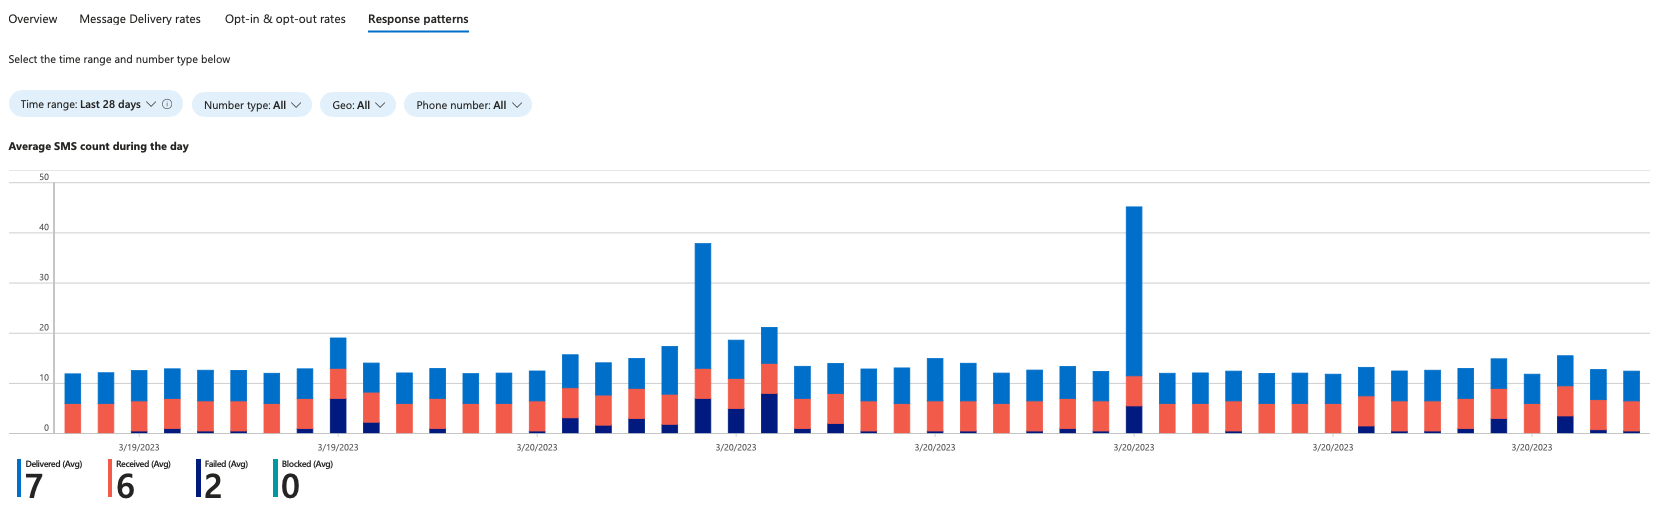 Overview Message Delivery rates Opt-in & opt-out rates Response patterns
Select the time range and number type below
Time range: Last 28 days Number type: All Geo: All Phone number: All
Average SMS count during the day
50
40
30
20
10
0
3/19/2023 3/19/2023 3/20/2023 3/20/2023 3/20/2023 3/20/2023 3/20/2023 3/20/2023
Delivered (Avg) Received (Avg) Failed (Avg) Blocked (Avg)
7 6 2 0